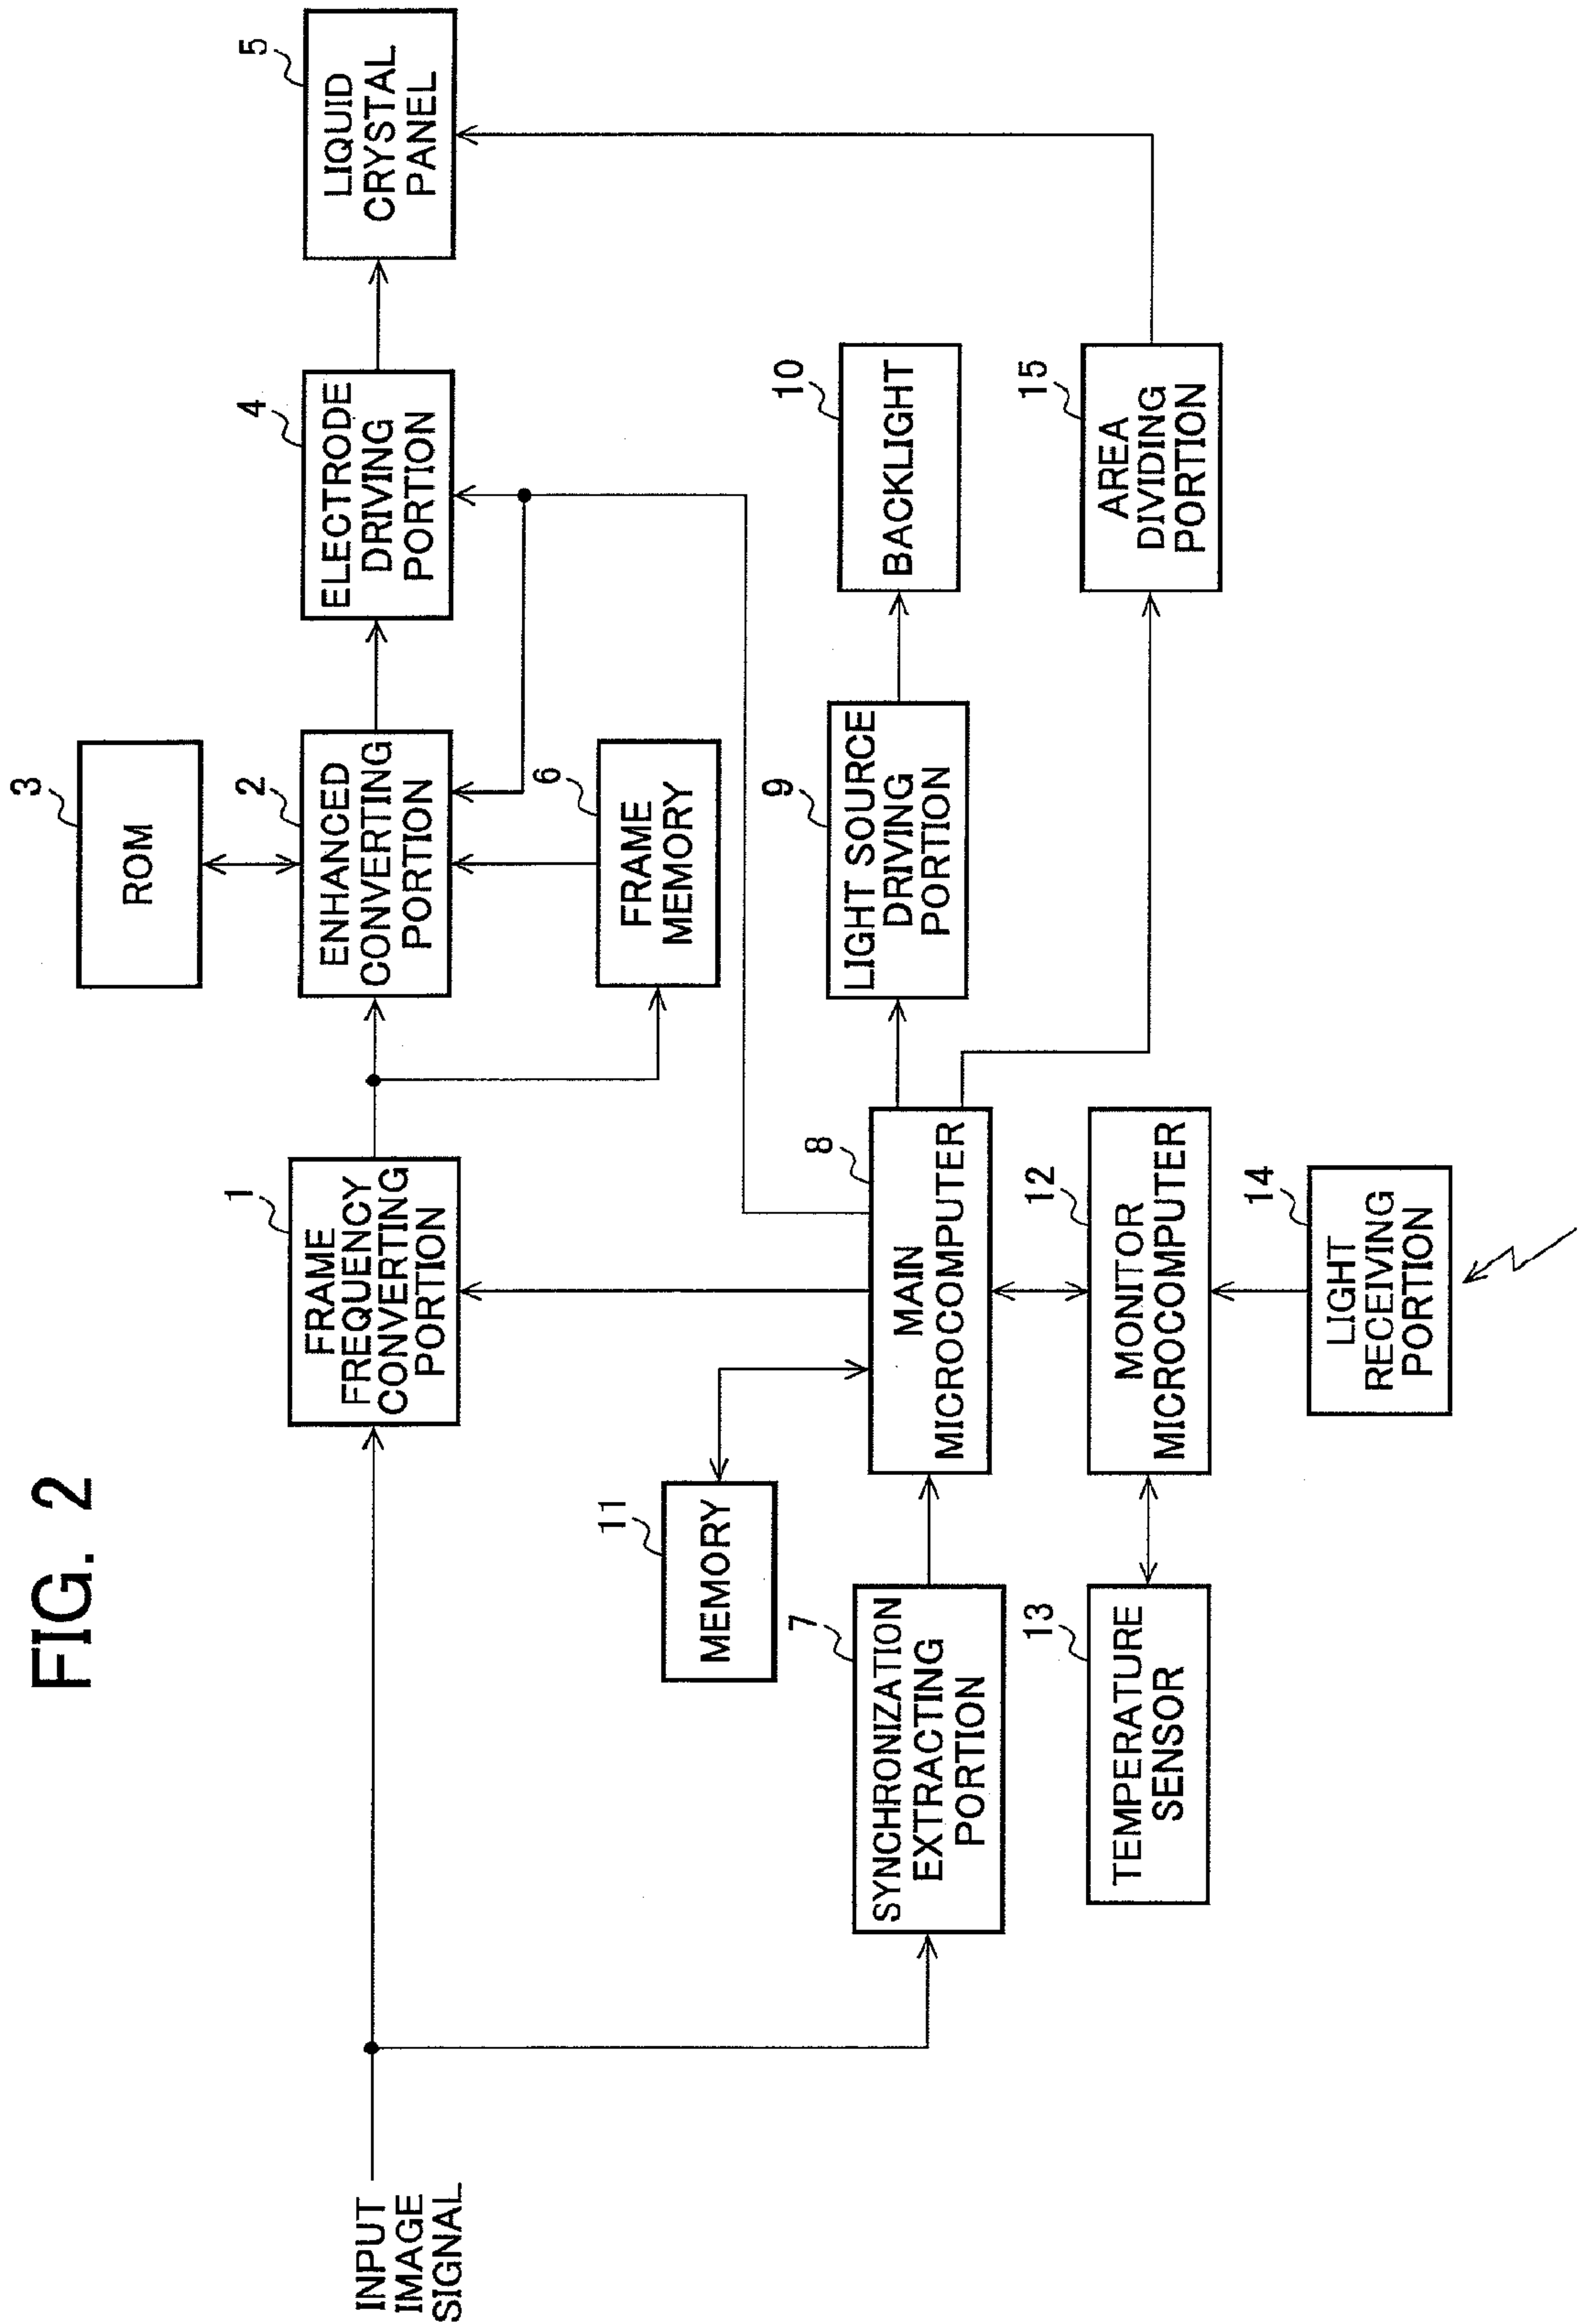 FIG. 2
INPUT
IMAGE
SIGNAL
1
FRAME
FREQUENCY
CONVERTING
PORTION
3
ROM
2
ENHANCED
CONVERTING
PORTION
4
ELECTRODE
DRIVING
PORTION
5
LIQUID
CRYSTAL
PANEL
6
FRAME
MEMORY
11
MEMORY
7
SYNCHRONIZATION
EXTRACTING
PORTION
8
MAIN
MICROCOMPUTER
9
LIGHT SOURCE
DRIVING
PORTION
10
BACKLIGHT
13
TEMPERATURE
SENSOR
12
MONITOR
MICROCOMPUTER
15
AREA
DIVIDING
PORTION
14
LIGHT
RECEIVING
PORTION